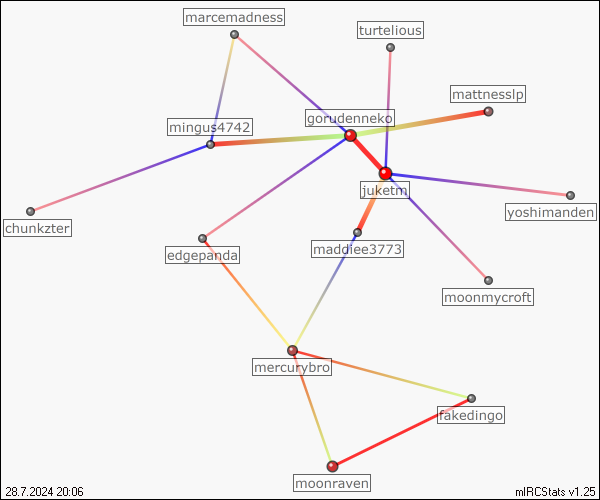 marcemadness
turtelious
mattnesslp
gorudenneko
mingus4742
juketm
yoshimanden
chunkzter
maddiee3773
edgepanda
moonmycroft
mercurybro
fakedingo
moonraven
28.7.2024 20:06
mIRCStats v1.25